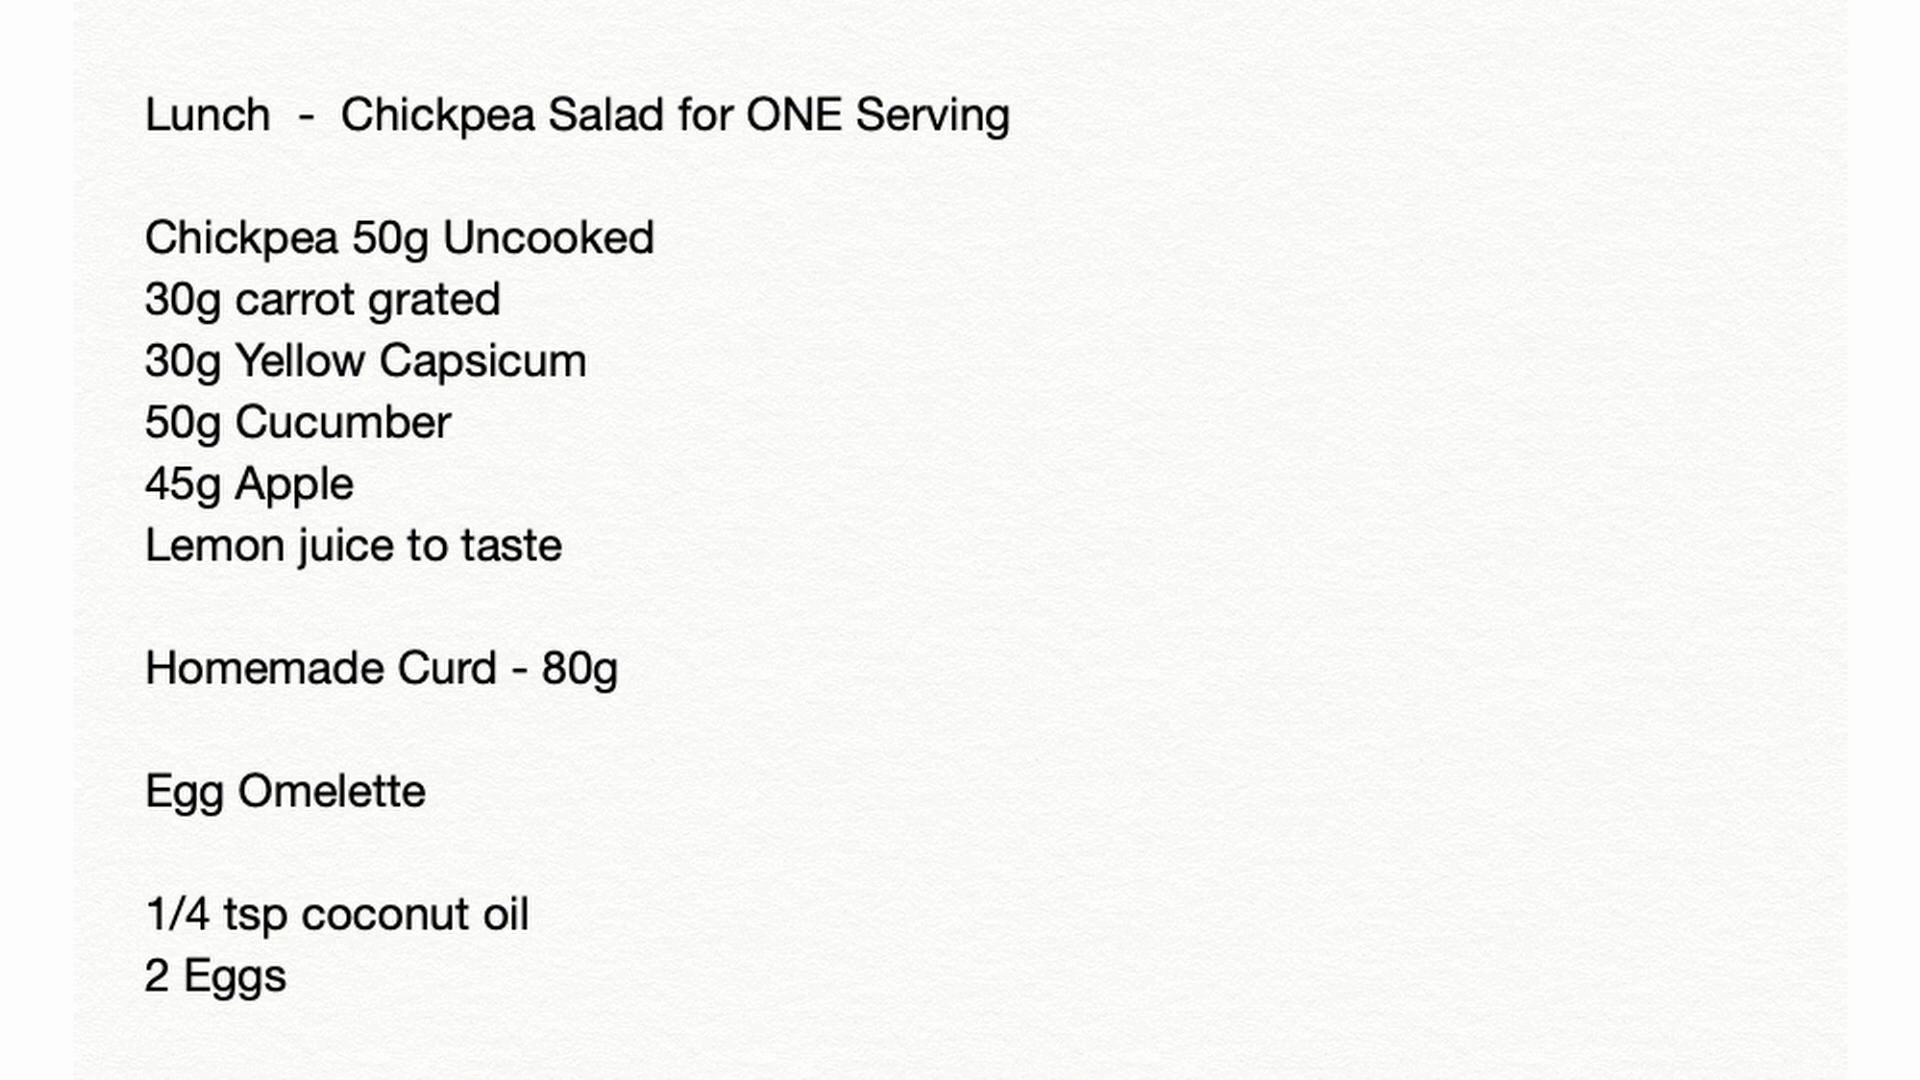 Lunch  -  Chickpea Salad for ONE Serving
Chickpea 50g Uncooked
30g carrot grated
30g Yellow Capsicum
50g Cucumber
45g Apple
Lemon juice to taste
Homemade Curd - 80g
Egg Omelette
1/4 tsp coconut oil
2 Eggs